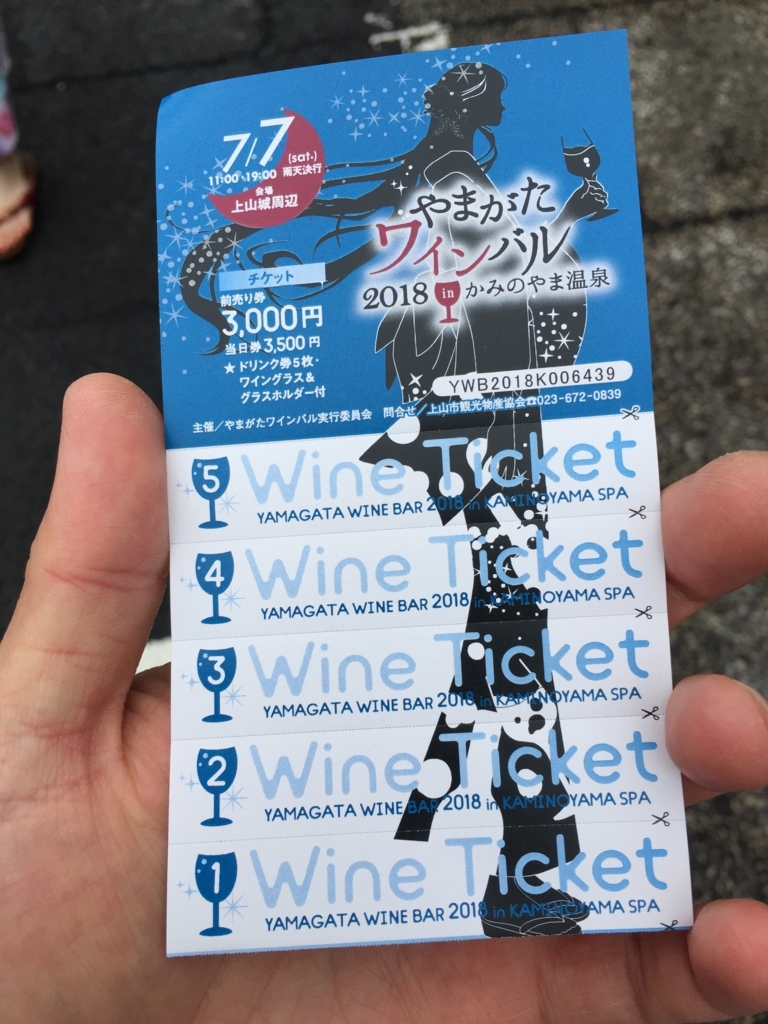 7/7 (sat.)
11:00-19:00 雨天決行
会場
上山城周辺
やまがた
ワインバル
2018 in かみのやま温泉
チケット
前売り券
3,000円
当日券 3,500円
★ドリンク券5枚・
ワイングラス&
グラスホルダー付
YWB2018K006439
主催/やまがたワインバル実行委員会 問合せ/上山市観光物産協会☎023-672-0839
5 Wine Ticket
YAMAGATA WINE BAR 2018 in KAMINOYAMA SPA
4 Wine Ticket
YAMAGATA WINE BAR 2018 in KAMINOYAMA SPA
3 Wine Ticket
YAMAGATA WINE BAR 2018 in KAMINOYAMA SPA
2 Wine Ticket
YAMAGATA WINE BAR 2018 in KAMINOYAMA SPA
1 Wine Ticket
YAMAGATA WINE BAR 2018 in KAMINOYAMA SPA